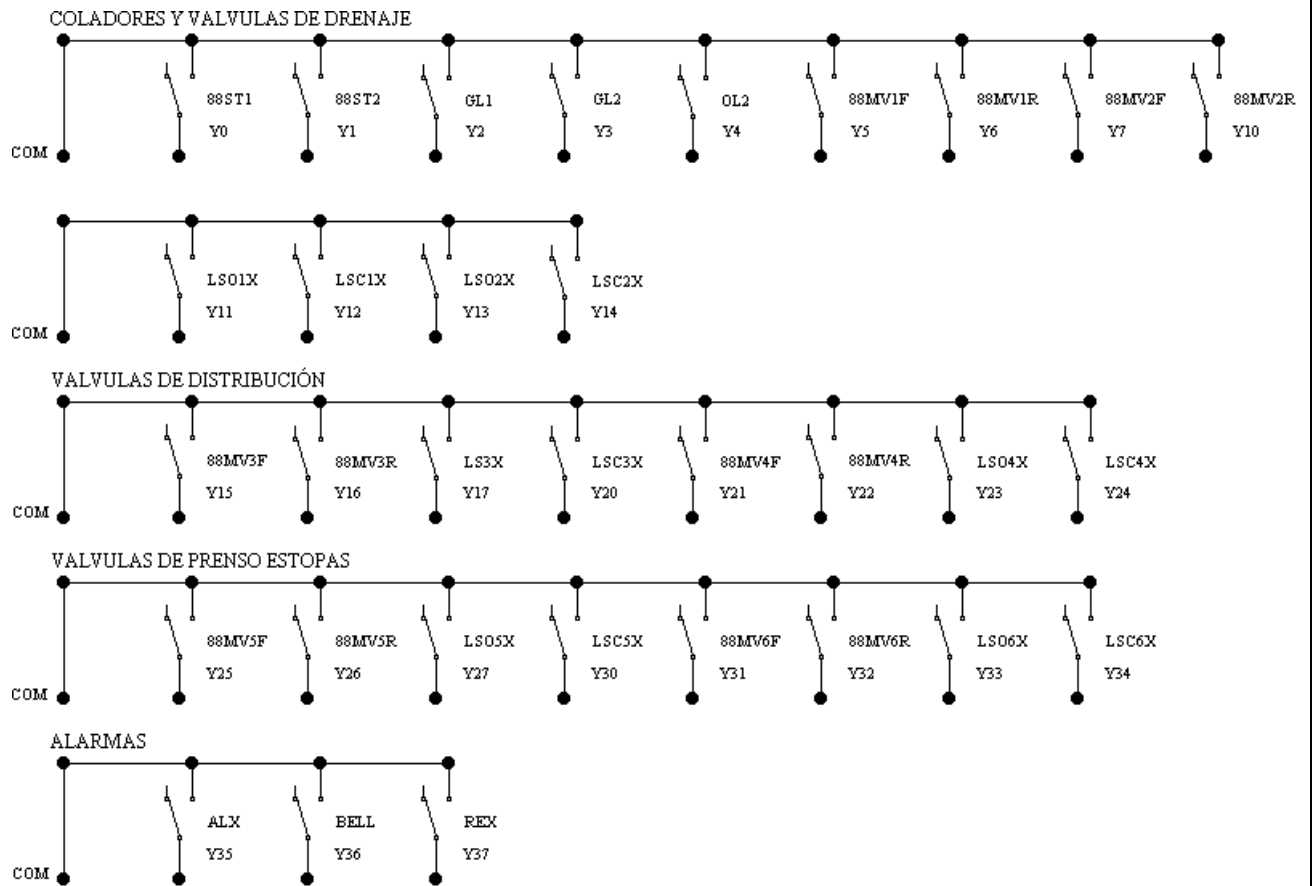 COLADORES Y VALVULAS DE DRENAJE
88ST1 88ST2 GL1 GL2 OL2 88MV1F 88MV1R 88MV2F 88MV2R
Y0 Y1 Y2 Y3 Y4 Y5 Y6 Y7 Y10
COM
LSO1X LSC1X LSO2X LSC2X
Y11 Y12 Y13 Y14
COM
VALVULAS DE DISTRIBUCIÓN
88MV3F 88MV3R LS3X LSC3X 88MV4F 88MV4R LSO4X LSC4X
Y15 Y16 Y17 Y20 Y21 Y22 Y23 Y24
COM
VALVULAS DE PRENSO ESTOPAS
88MV5F 88MV5R LSO5X LSC5X 88MV6F 88MV6R LSO6X LSC6X
Y25 Y26 Y27 Y30 Y31 Y32 Y33 Y34
COM
ALARMAS
ALX BELL REX
Y35 Y36 Y37
COM